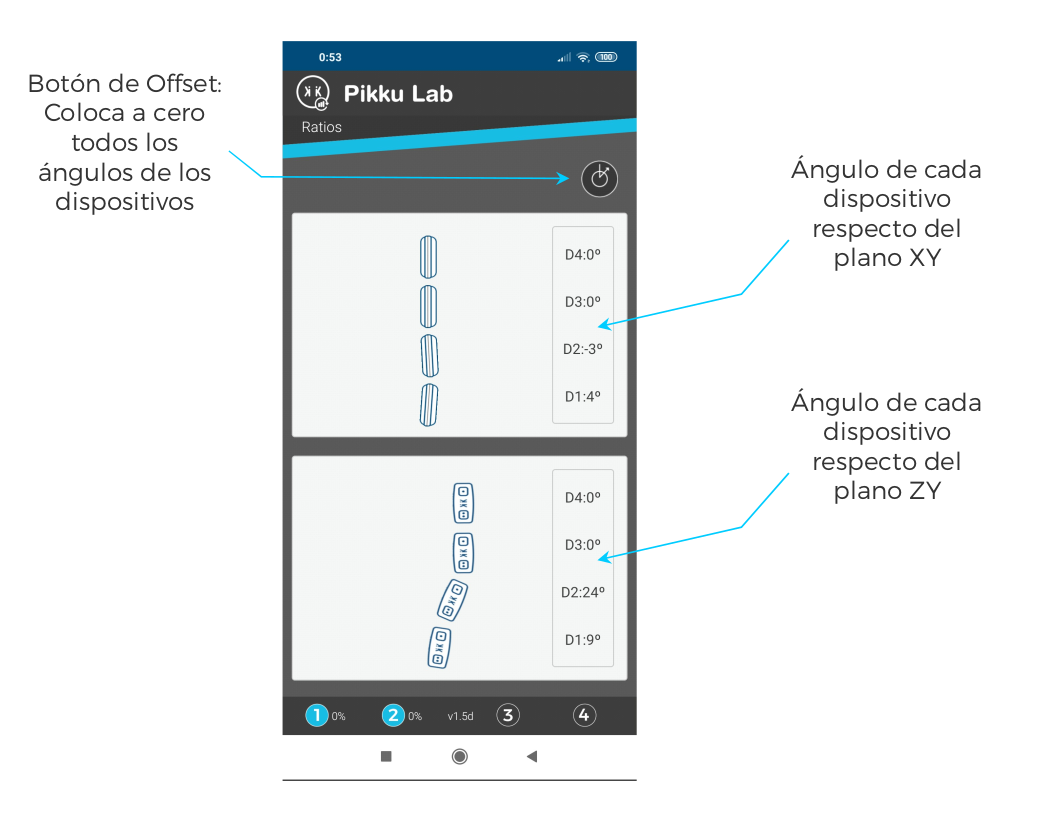 Botón de Offset:
Coloca a cero
todos los
ángulos de los
dispositivos
0:53
100
Pikku Lab
Ratios
D4:0º
D3:0º
D2:-3º
D1:4º
Ángulo de cada
dispositivo
respecto del
plano XY
D4:0º
D3:0º
D2:24º
D1:9º
Ángulo de cada
dispositivo
respecto del
plano ZY
1 0% 2 0% v1.5d 3 4